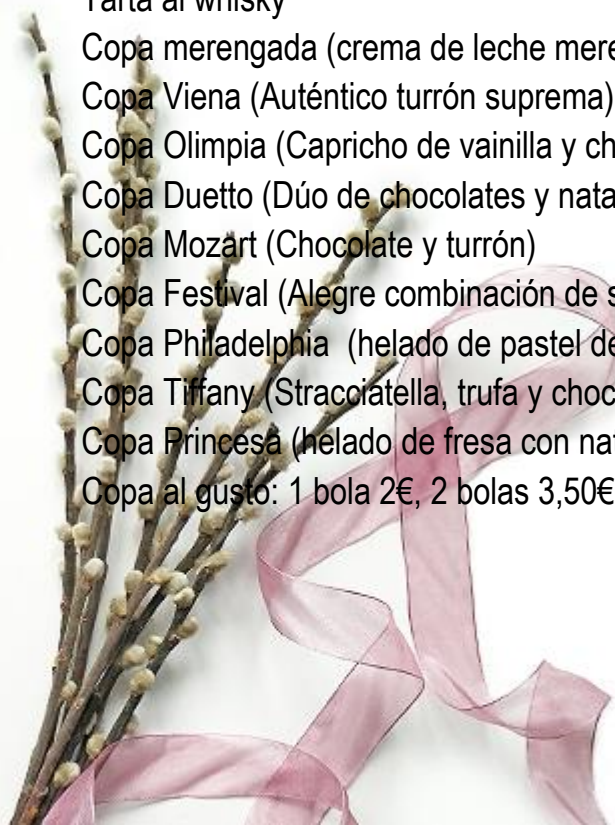 Tarta al whisky
Copa merengada (crema de leche mere
Copa Viena (Auténtico turrón suprema)
Copa Olimpia (Capricho de vainilla y ch
Copa Duetto (Dúo de chocolates y nata
Copa Mozart (Chocolate y turrón)
Copa Festival (Alegre combinación de s
Copa Philadelphia (helado de pastel de
Copa Tiffany (Stracciatella, trufa y choc
Copa Princesa (helado de fresa con nat
Copa al gusto: 1 bola 2€, 2 bolas 3,50€